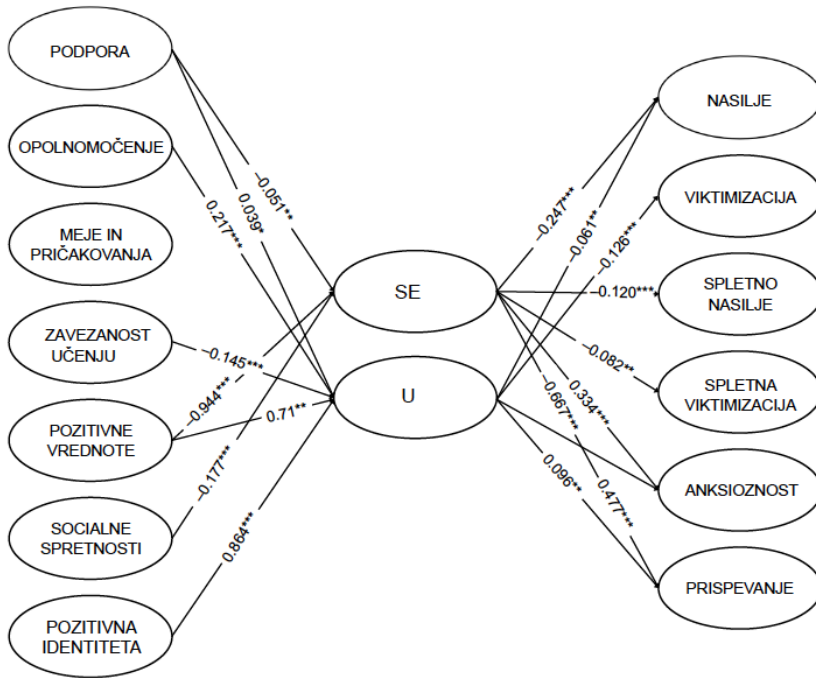 PODPORA
OPOLNOMOČENJE
MEJE IN
PRIČAKOVANJA
ZAVEZANOST
UČENJU
POZITIVNE
VREDNOTE
SOCIALNE
SPRETNOSTI
POZITIVNA
IDENTITETA
−0.051**
0.039*
0.217***
−0.145***
−0.944***
0.71**
−0.177***
0.864***
SE
U
−0.247***
−0.061**
−0.126***
−0.120***
−0.082**
0.334***
−0.667***
0.477***
0.096**
NASILJE
VIKTIMIZACIJA
SPLETNO
NASILJE
SPLETNA
VIKTIMIZACIJA
ANKSIOZNOST
PRISPEVANJE